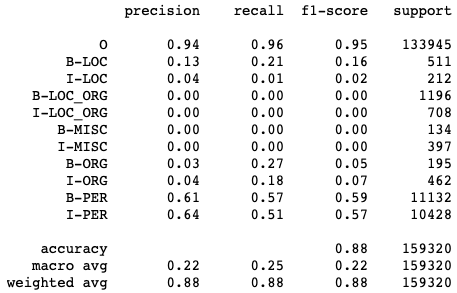 precision recall f1-score support
O 0.94 0.96 0.95 133945
B-LOC 0.13 0.21 0.16 511
I-LOC 0.04 0.01 0.02 212
B-LOC_ORG 0.00 0.00 0.00 1196
I-LOC_ORG 0.00 0.00 0.00 708
B-MISC 0.00 0.00 0.00 134
I-MISC 0.00 0.00 0.00 397
B-ORG 0.03 0.27 0.05 195
I-ORG 0.04 0.18 0.07 462
B-PER 0.61 0.57 0.59 11132
I-PER 0.64 0.51 0.57 10428
accuracy 0.88 159320
macro avg 0.22 0.25 0.22 159320
weighted avg 0.88 0.88 0.88 159320